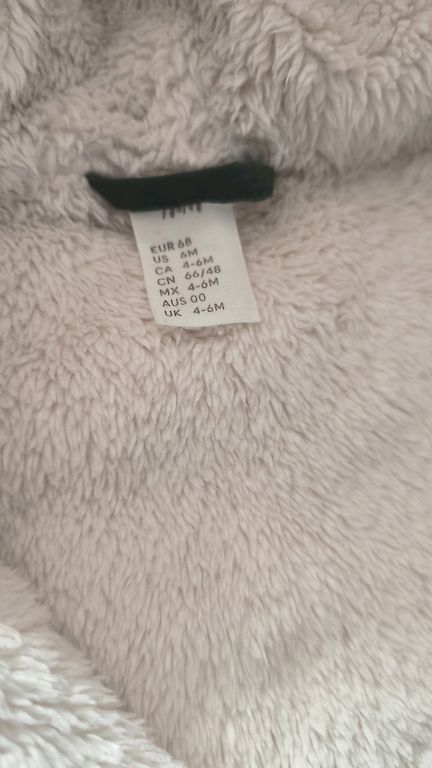 EUR 68
US 6M
CA 4-6M
CN 66/48
MX 4-6M
AUS 00
UK 4-6M